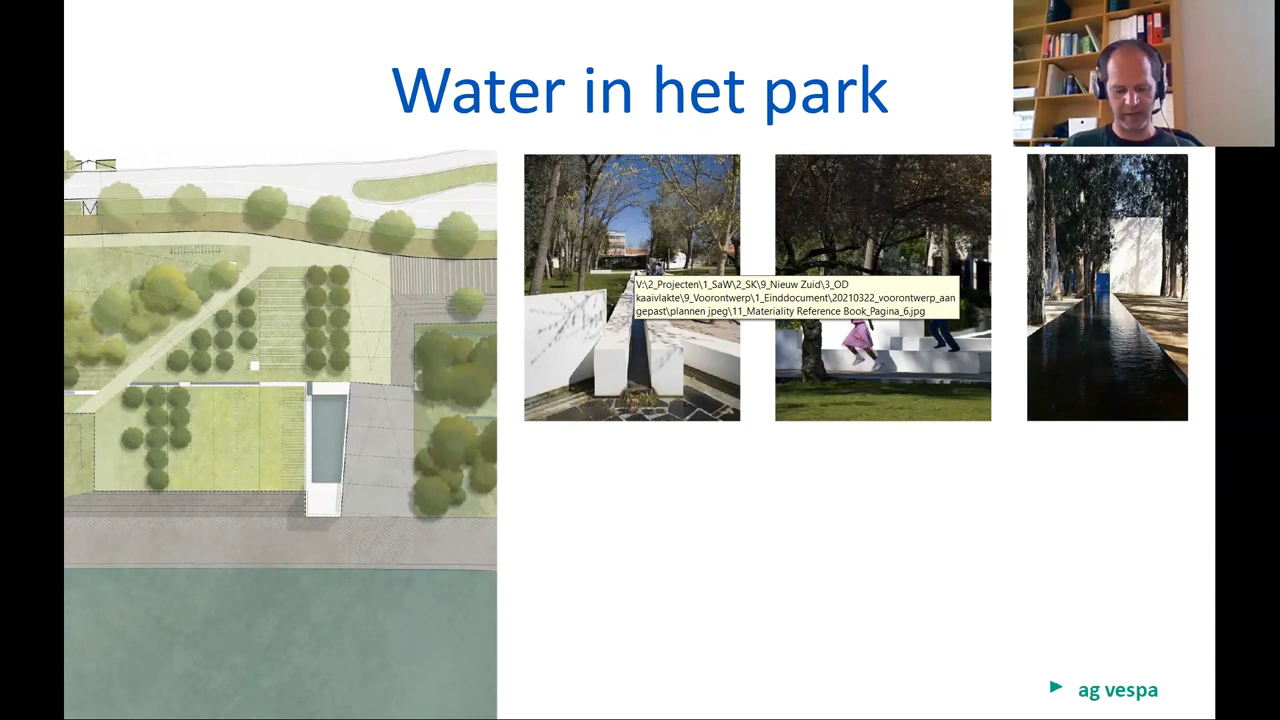 Water in het park
V:\2_Projecten\1_SaW\2_SK\9_Nieuw Zuid\3_OD
kaaivlakte\9_Voorontwerp\1_Einddocument\20210322_voorontwerp_aan
gepast\plannen jpeg\11_Materiality Reference Book_Pagina_6.jpg
ag vespa